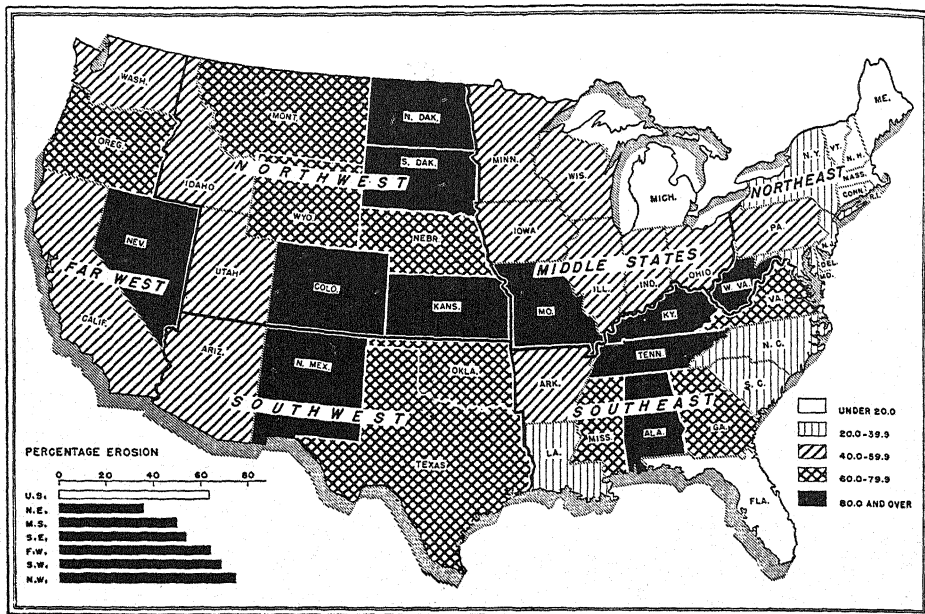 WASH.
MONT.
N. DAK.
MINN.
ME.
OREG.
N O R T H W E S T
S. DAK.
WIS.
MICH.
N.Y.
VT.
N.H.
MASS.
CONN.
R.I.
NORTHEAST
IDAHO
WYO.
NEBR.
IOWA
PA.
N.J.
DEL.
MD.
NEV.
FAR WEST
UTAH
COLO.
KANS.
MIDDLE STATES
MO.
ILL.
IND.
OHIO
W. VA.
VA.
KY.
CALIF.
ARIZ.
N. MEX.
OKLA.
ARK.
TENN.
N. C.
S. C.
SOUTHWEST
SOUTHEAST
TEXAS
LA.
MISS.
ALA.
GA.
FLA.
UNDER 20.0
20.0-39.9
40.0-59.9
60.0-79.9
80.0 AND OVER
PERCENTAGE EROSION
0 20 40 60 80
U.S.
N.E.
M.S.
S.E.
F.W.
S.W.
N.W.